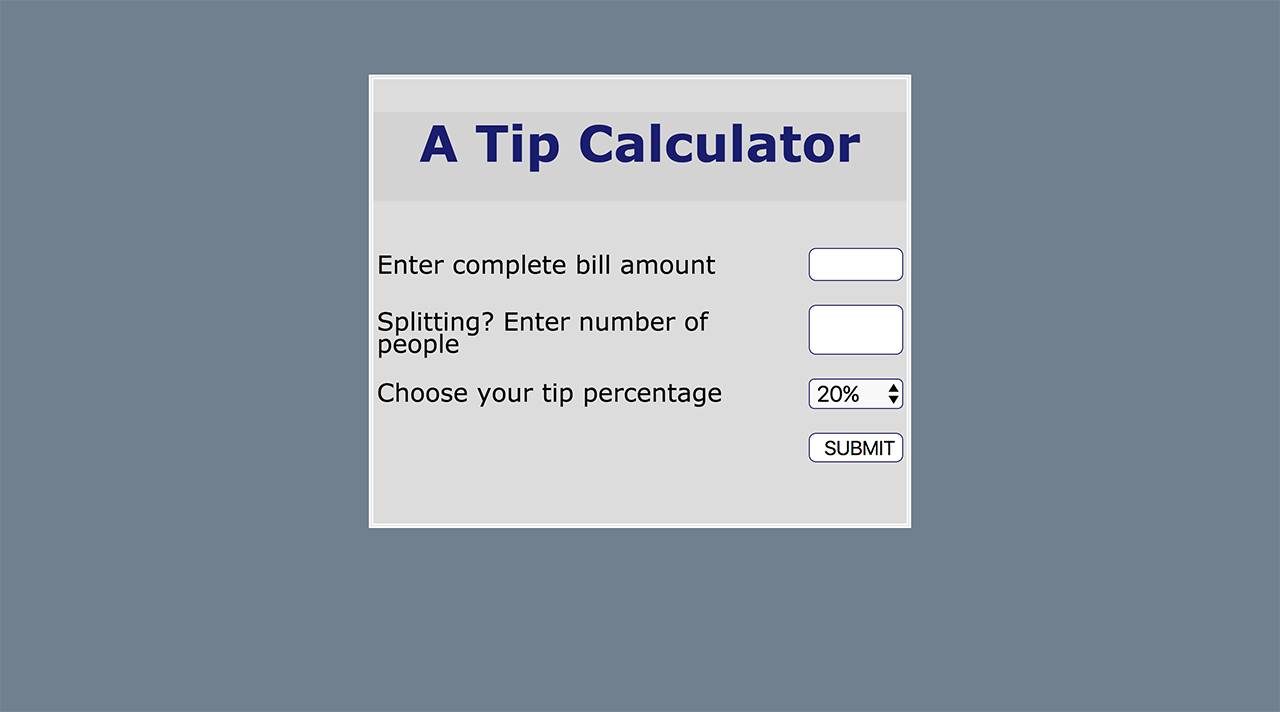 A Tip Calculator
Enter complete bill amount
Splitting? Enter number of
people
Choose your tip percentage
20%
SUBMIT